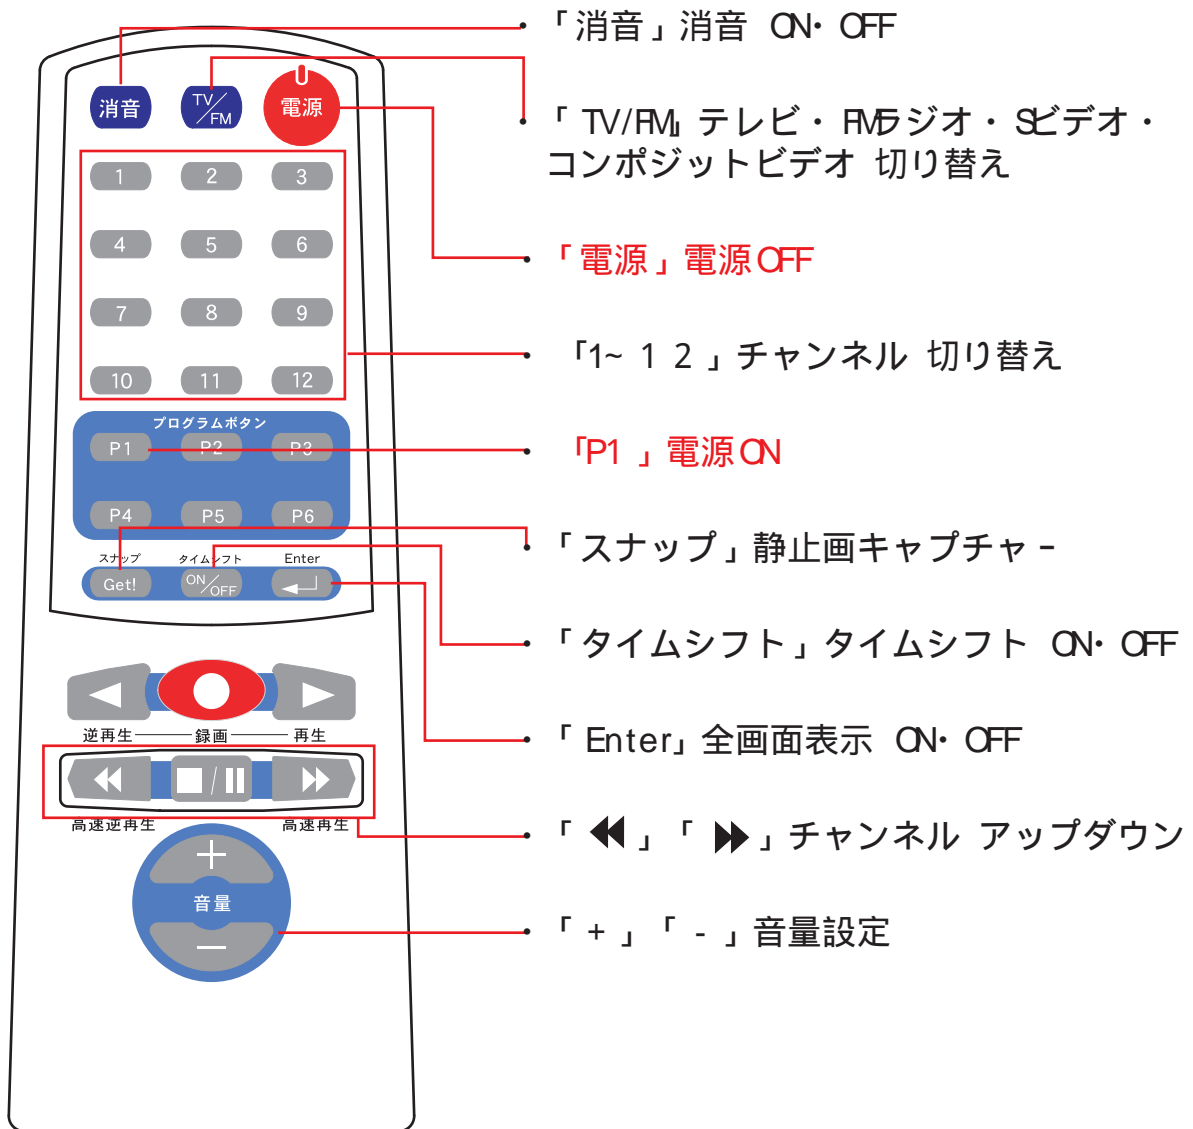 「消音」消音 ON・OFF
消音
TV/FM
電源
「TV/FM」テレビ・FMラジオ・Sビデオ・
コンポジットビデオ 切り替え
1 2 3
4 5 6
「電源」電源OFF
7 8 9
「1~12」チャンネル 切り替え
10 11 12
プログラムボタン
P1 P2 P3
「P1」電源ON
P4 P5 P6
スナップ タイムシフト Enter
Get! ON/OFF
「スナップ」静止画キャプチャ-
「タイムシフト」タイムシフト ON・OFF
逆再生 録画 再生
「Enter」全画面表示 ON・OFF
高速逆再生 高速再生
「⏪」「⏩」チャンネル アップダウン
+
音量
-
「+」「-」音量設定